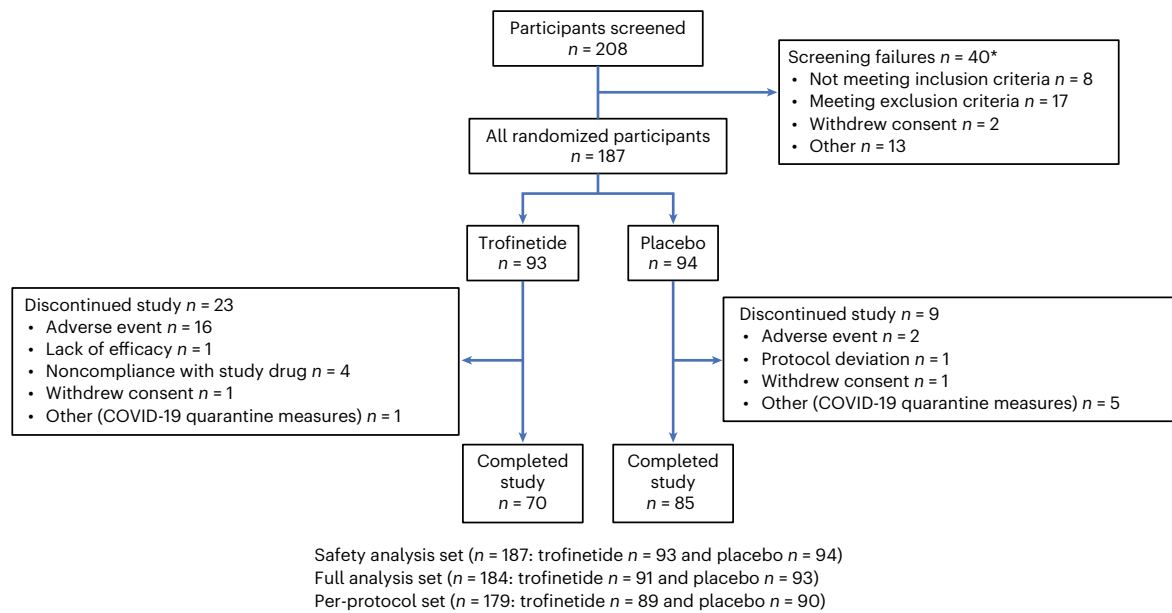 Participants screened
n = 208
Screening failures n = 40*
• Not meeting inclusion criteria n = 8
• Meeting exclusion criteria n = 17
• Withdrew consent n = 2
• Other n = 13
All randomized participants
n = 187
Trofinetide
n = 93
Placebo
n = 94
Discontinued study n = 23
• Adverse event n = 16
• Lack of efficacy n = 1
• Noncompliance with study drug n = 4
• Withdrew consent n = 1
• Other (COVID-19 quarantine measures) n = 1
Discontinued study n = 9
• Adverse event n = 2
• Protocol deviation n = 1
• Withdrew consent n = 1
• Other (COVID-19 quarantine measures) n = 5
Completed
study
n = 70
Completed
study
n = 85
Safety analysis set (n = 187: trofinetide n = 93 and placebo n = 94)
Full analysis set (n = 184: trofinetide n = 91 and placebo n = 93)
Per-protocol set (n = 179: trofinetide n = 89 and placebo n = 90)